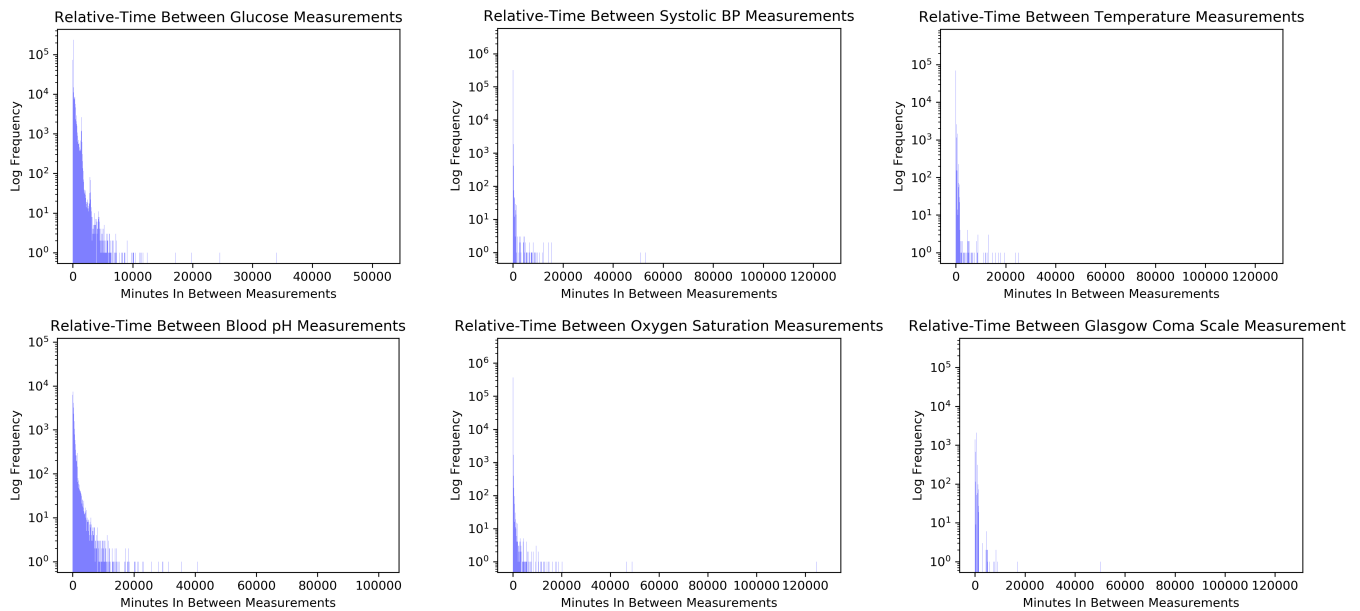 Relative-Time Between Glucose Measurements
10^5
10^4
10^3
10^2
10^1
10^0
Log Frequency
0 10000 20000 30000 40000 50000
Minutes In Between Measurements
Relative-Time Between Systolic BP Measurements
10^6
10^5
10^4
10^3
10^2
10^1
10^0
Log Frequency
0 20000 40000 60000 80000 100000 120000
Minutes In Between Measurements
Relative-Time Between Temperature Measurements
10^5
10^4
10^3
10^2
10^1
10^0
Log Frequency
0 20000 40000 60000 80000 100000 120000
Minutes In Between Measurements
Relative-Time Between Blood pH Measurements
10^5
10^4
10^3
10^2
10^1
10^0
Log Frequency
0 20000 40000 60000 80000 100000
Minutes In Between Measurements
Relative-Time Between Oxygen Saturation Measurements
10^6
10^5
10^4
10^3
10^2
10^1
10^0
Log Frequency
0 20000 40000 60000 80000 100000 120000
Minutes In Between Measurements
Relative-Time Between Glasgow Coma Scale Measurement
10^5
10^4
10^3
10^2
10^1
10^0
Log Frequency
0 20000 40000 60000 80000 100000 120000
Minutes In Between Measurements